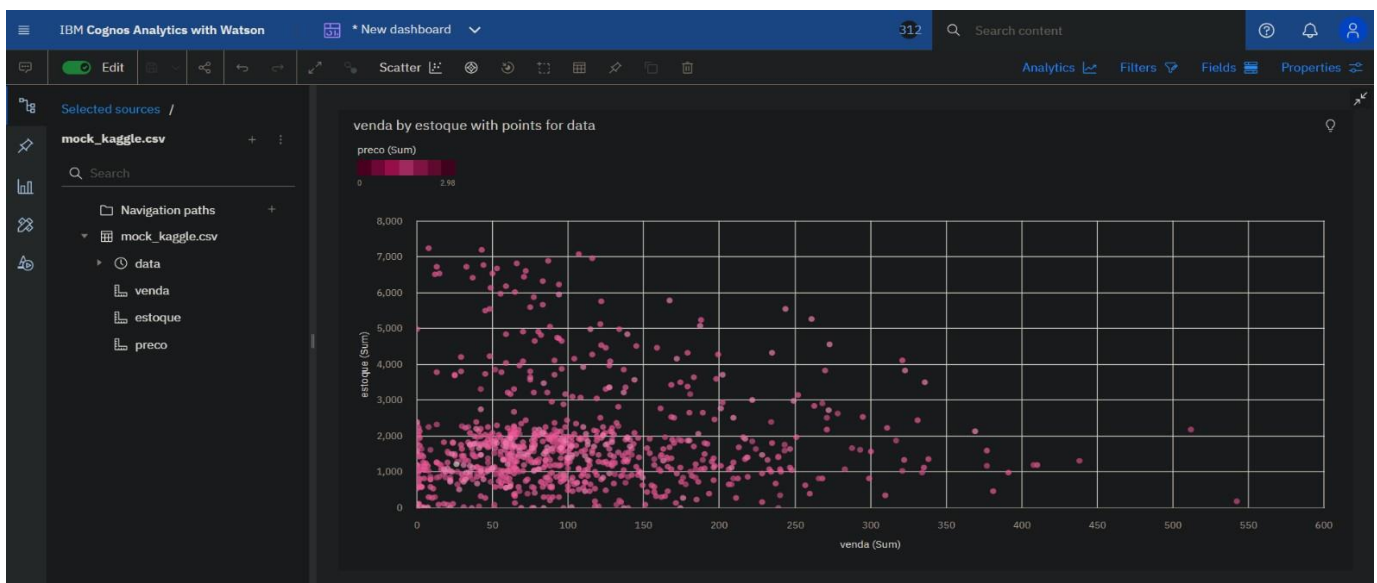 IBM Cognos Analytics with Watson
* New dashboard
312
Search content
Edit
Scatter
Analytics
Filters
Fields
Properties
Selected sources /
mock_kaggle.csv
Search
Navigation paths
mock_kaggle.csv
data
venda
estoque
preco
venda by estoque with points for data
preco (Sum)
0 2.98
8,000
7,000
6,000
5,000
4,000
3,000
2,000
1,000
0
estoque (Sum)
0 50 100 150 200 250 300 350 400 450 500 550 600
venda (Sum)